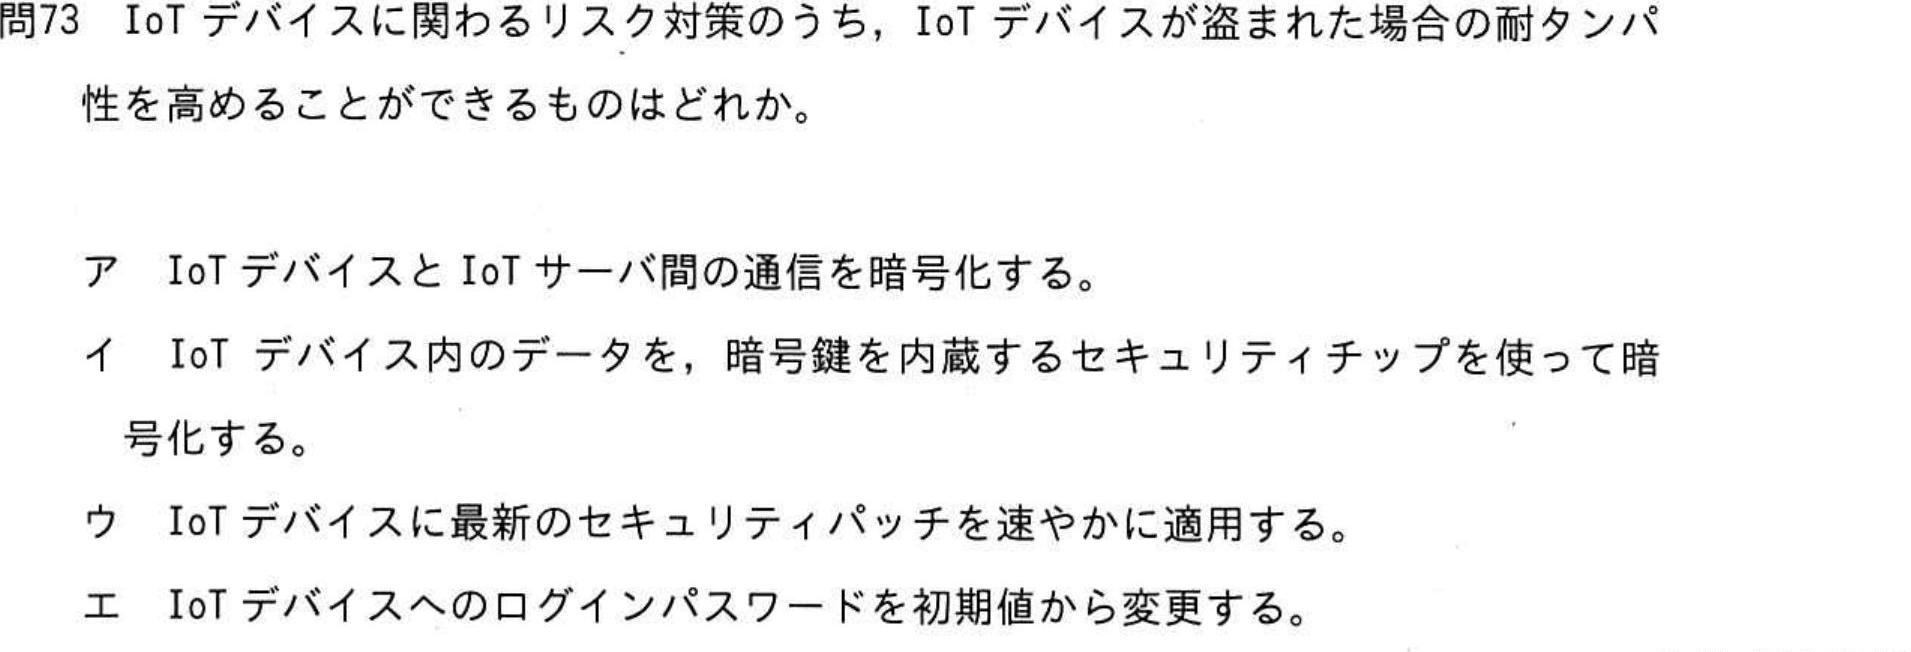 問73 IoT デバイスに関わるリスク対策のうち，IoT デバイスが盗まれた場合の耐タンパ
性を高めることができるものはどれか。
ア IoT デバイスと IoT サーバ間の通信を暗号化する。
イ IoT デバイス内のデータを，暗号鍵を内蔵するセキュリティチップを使って暗
号化する。
ウ IoT デバイスに最新のセキュリティパッチを速やかに適用する。
エ IoT デバイスへのログインパスワードを初期値から変更する。